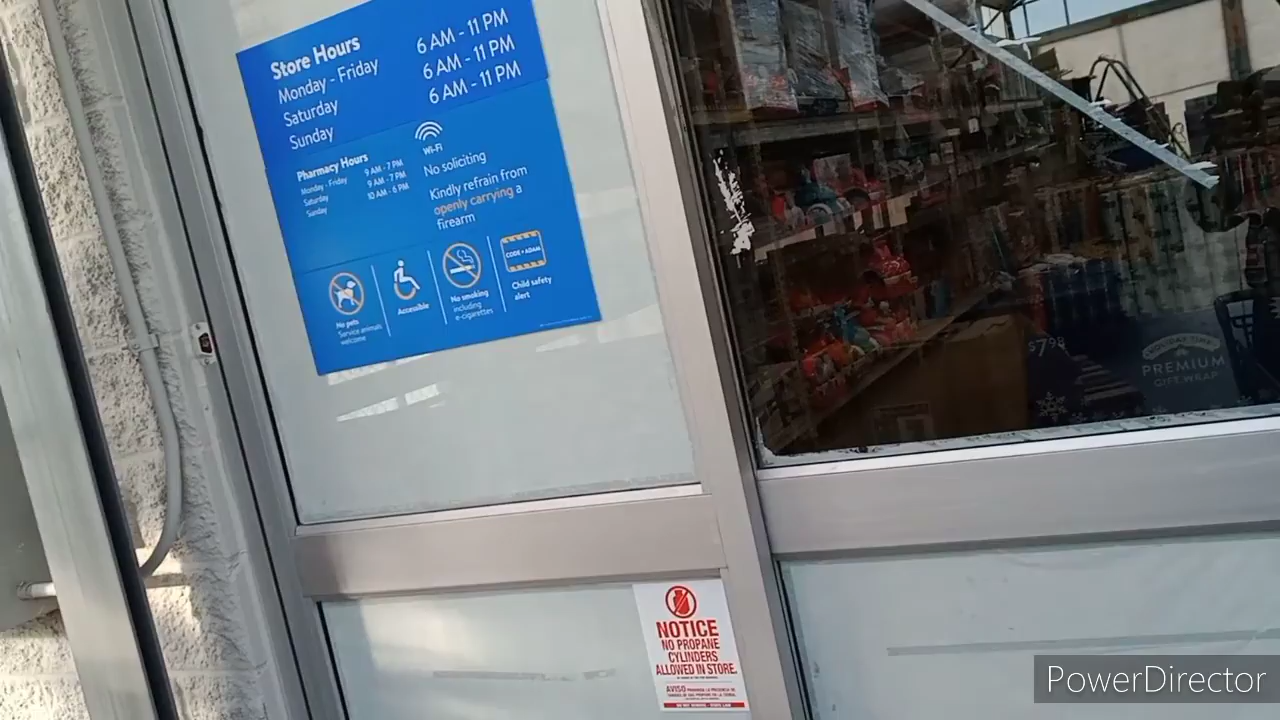 Store Hours
Monday - Friday 6 AM - 11 PM
Saturday 6 AM - 11 PM
Sunday 6 AM - 11 PM
Pharmacy Hours
Monday - Friday 9 AM - 7 PM
Saturday 9 AM - 7 PM
Sunday 10 AM - 6 PM
Wi-Fi
No soliciting
Kindly refrain from
openly carrying a
firearm
No pets
Service animals
welcome
Accessible
No smoking
including
e-cigarettes
CODE ADAM
Child safety
alert
$7.98
HOLIDAY TIME
PREMIUM
GIFT WRAP
NOTICE
NO PROPANE
CYLINDERS
ALLOWED IN STORE.
AVISO
PowerDirector